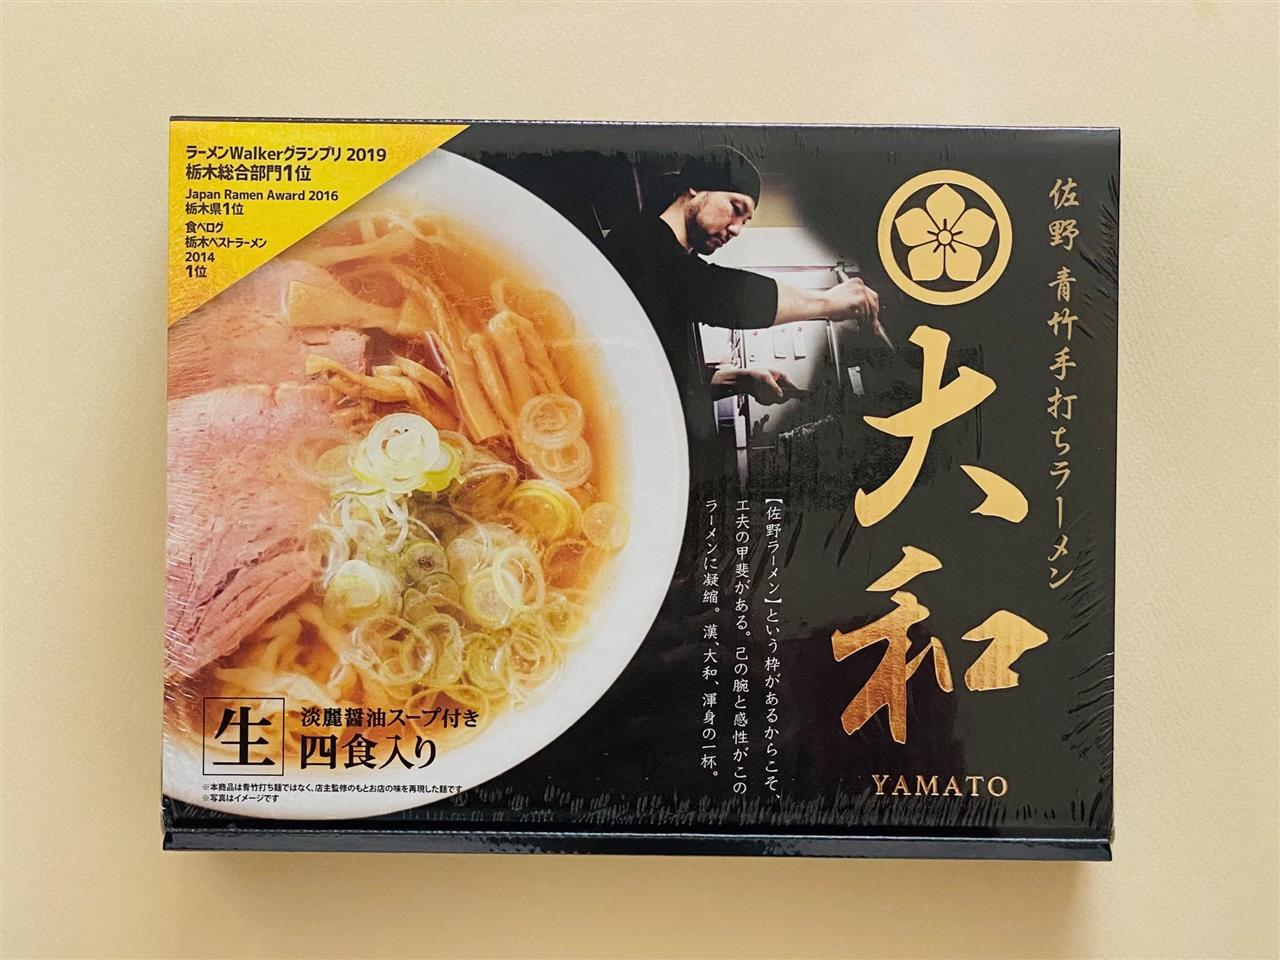 ラーメンWalkerグランプリ 2019
栃木総合部門1位
Japan Ramen Award 2016
栃木県1位
食べログ
栃木ベストラーメン
2014
1位
佐野 青竹手打ちラーメン
大和
YAMATO
【佐野ラーメン】という枠があるからこそ、
工夫の甲斐がある。己の腕と感性がこの
ラーメンに凝縮。漢、大和、渾身の一杯。
生
淡麗醤油スープ付き
四食入り
※本商品は青竹打ち麺ではなく、店主監修のもとお店の味を再現した麺です
※写真はイメージです